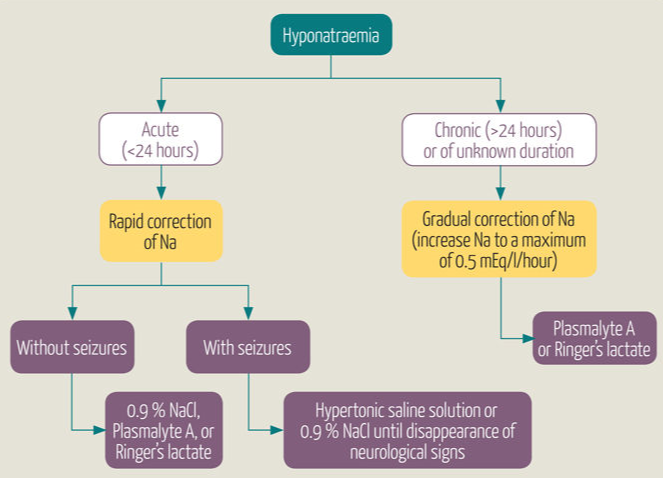 Hyponatraemia
Acute
(<24 hours)
Chronic (>24 hours)
or of unknown duration
Rapid correction
of Na
Gradual correction of Na
(increase Na to a maximum
of 0.5 mEq/l/hour)
Without seizures
With seizures
Plasmalyte A
or Ringer's lactate
0.9 % NaCl,
Plasmalyte A, or
Ringer's lactate
Hypertonic saline solution or
0.9 % NaCl until disappearance of
neurological signs